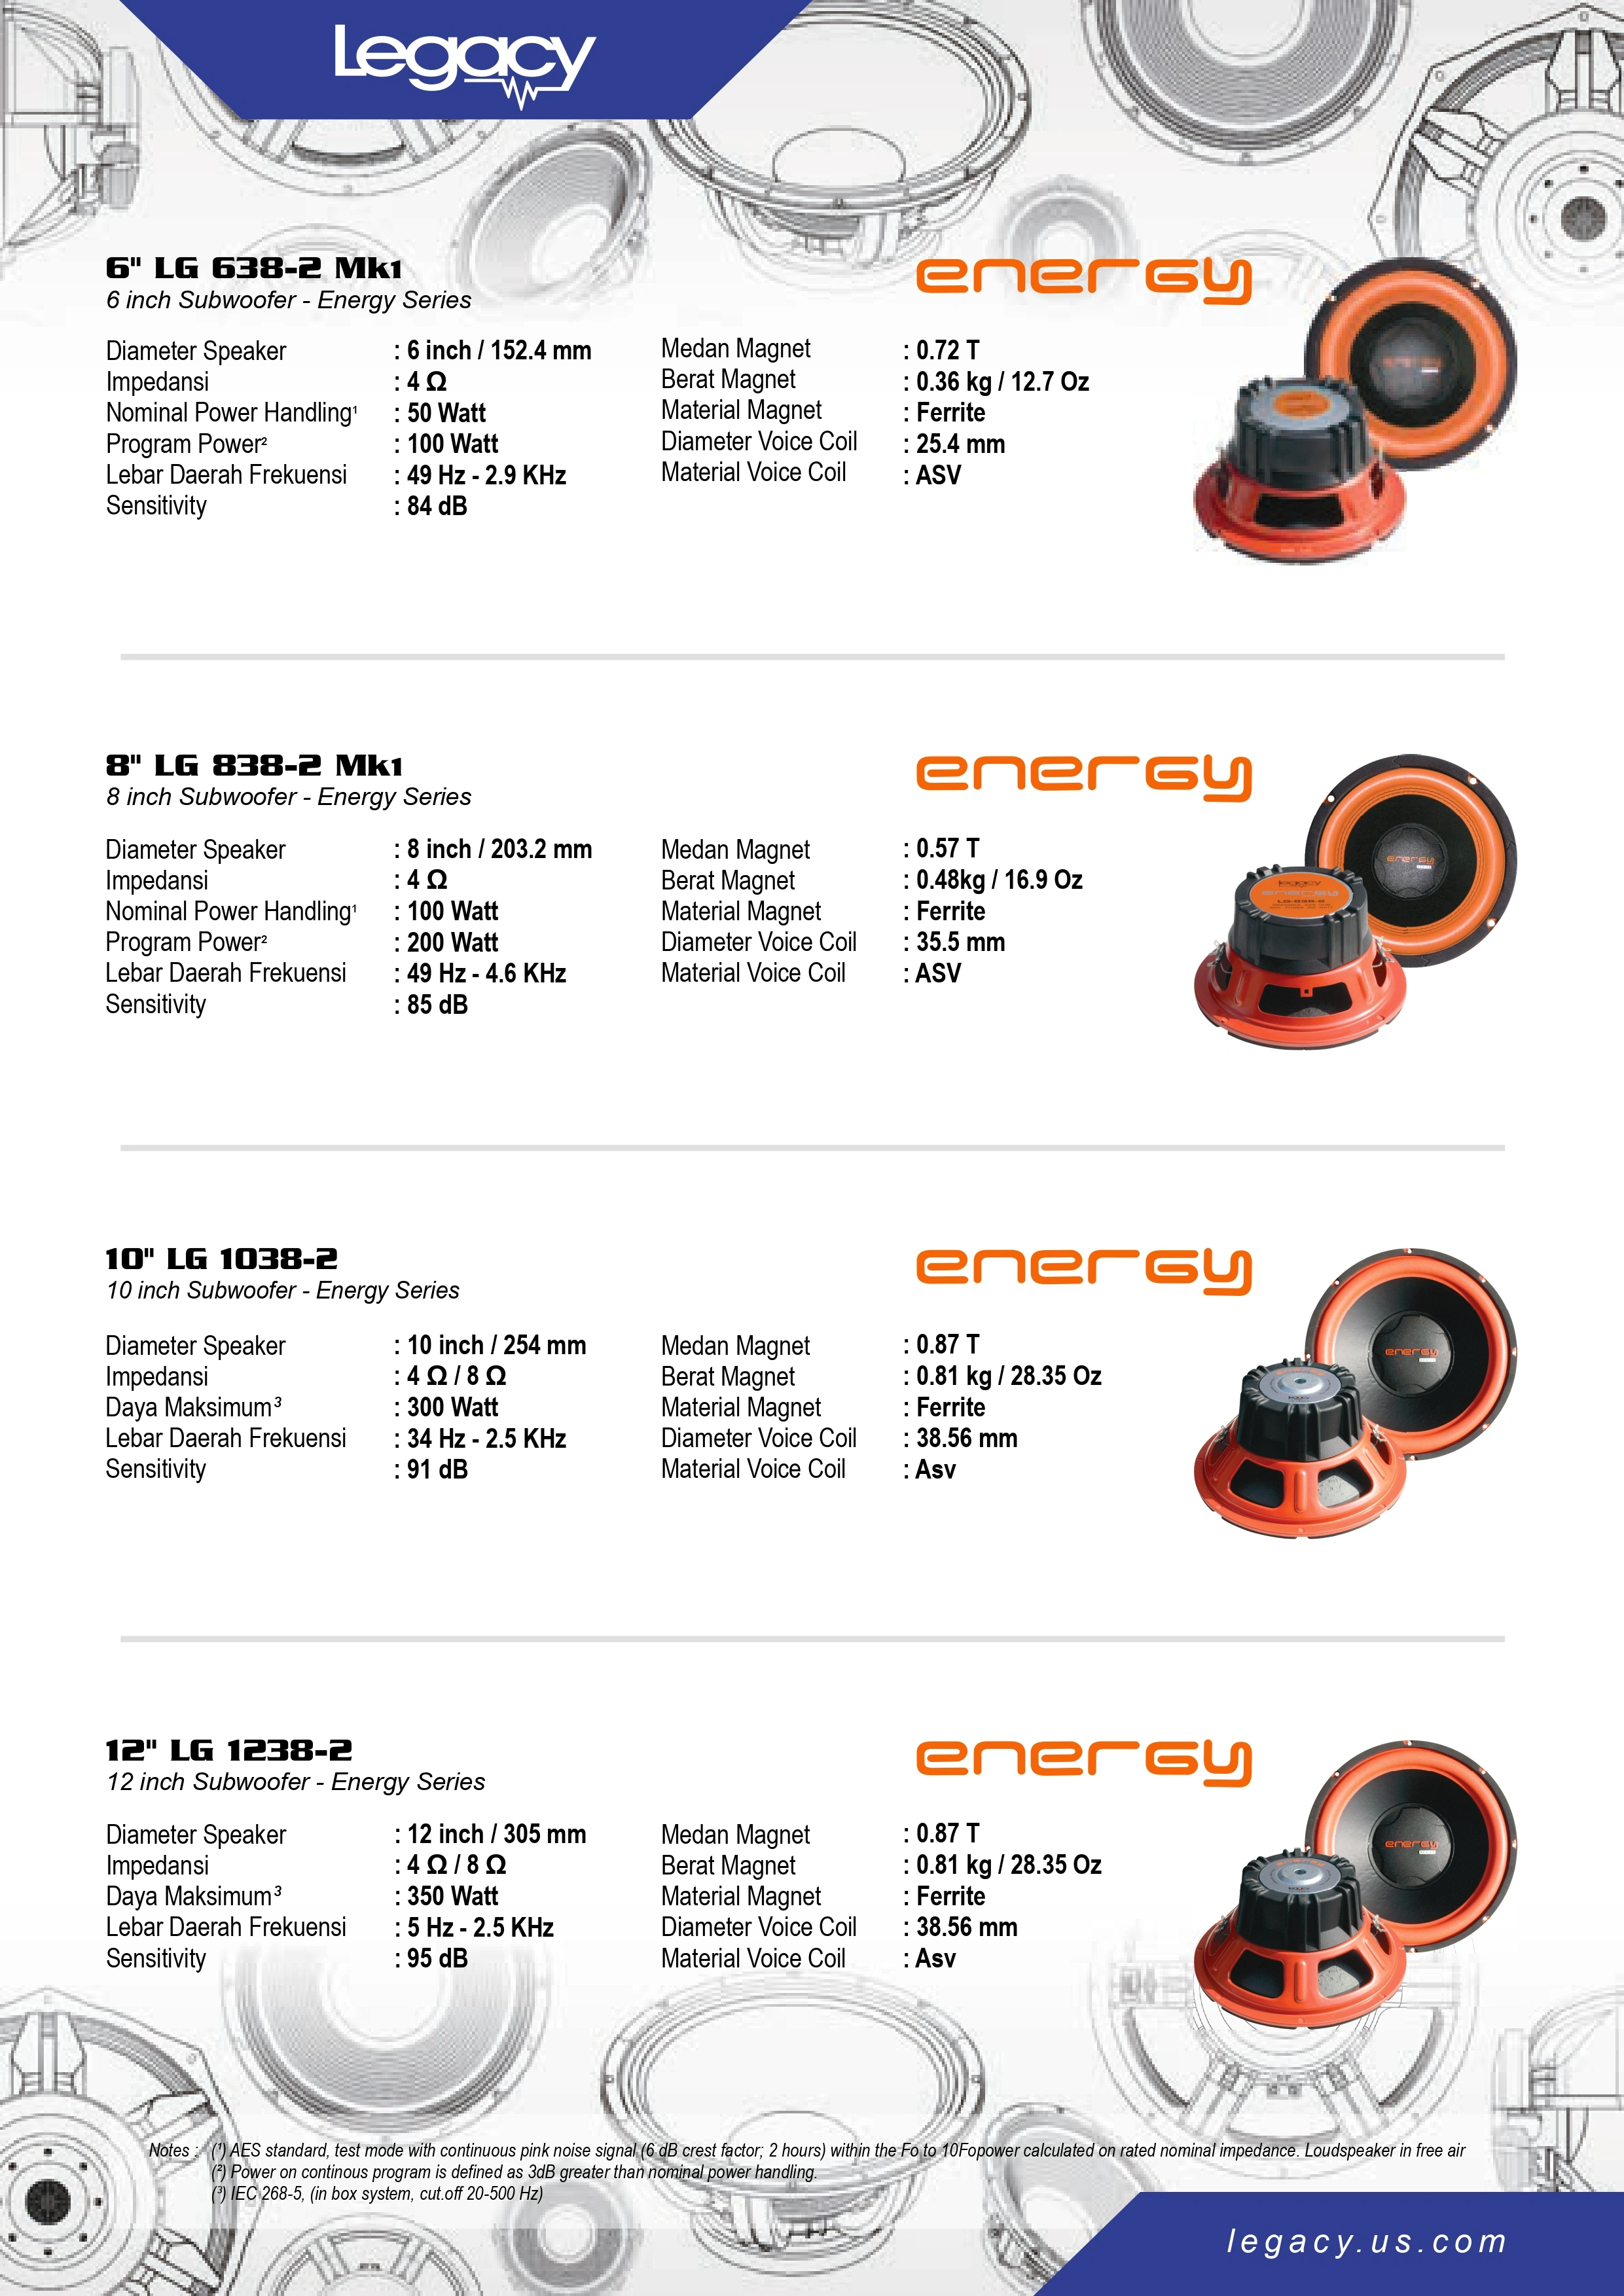 Legacy
6" LG 638-2 Mk1
6 inch Subwoofer - Energy Series
energy
Diameter Speaker : 6 inch / 152.4 mm Medan Magnet : 0.72 T
Impedansi : 4 Ω Berat Magnet : 0.36 kg / 12.7 Oz
Nominal Power Handling¹ : 50 Watt Material Magnet : Ferrite
Program Power² : 100 Watt Diameter Voice Coil : 25.4 mm
Lebar Daerah Frekuensi : 49 Hz - 2.9 KHz Material Voice Coil : ASV
Sensitivity : 84 dB
energy
8" LG 838-2 Mk1
8 inch Subwoofer - Energy Series
energy
Diameter Speaker : 8 inch / 203.2 mm Medan Magnet : 0.57 T
Impedansi : 4 Ω Berat Magnet : 0.48kg / 16.9 Oz
Nominal Power Handling¹ : 100 Watt Material Magnet : Ferrite
Program Power² : 200 Watt Diameter Voice Coil : 35.5 mm
Lebar Daerah Frekuensi : 49 Hz - 4.6 KHz Material Voice Coil : ASV
Sensitivity : 85 dB
energy
Legacy
energy
LG-838-2
10" LG 1038-2
10 inch Subwoofer - Energy Series
energy
Diameter Speaker : 10 inch / 254 mm Medan Magnet : 0.87 T
Impedansi : 4 Ω / 8 Ω Berat Magnet : 0.81 kg / 28.35 Oz
Daya Maksimum³ : 300 Watt Material Magnet : Ferrite
Lebar Daerah Frekuensi : 34 Hz - 2.5 KHz Diameter Voice Coil : 38.56 mm
Sensitivity : 91 dB Material Voice Coil : Asv
energy
12" LG 1238-2
12 inch Subwoofer - Energy Series
energy
Diameter Speaker : 12 inch / 305 mm Medan Magnet : 0.87 T
Impedansi : 4 Ω / 8 Ω Berat Magnet : 0.81 kg / 28.35 Oz
Daya Maksimum³ : 350 Watt Material Magnet : Ferrite
Lebar Daerah Frekuensi : 5 Hz - 2.5 KHz Diameter Voice Coil : 38.56 mm
Sensitivity : 95 dB Material Voice Coil : Asv
energy
Notes : (¹) AES standard, test mode with continuous pink noise signal (6 dB crest factor; 2 hours) within the Fo to 10Fopower calculated on rated nominal impedance. Loudspeaker in free air
(²) Power on continous program is defined as 3dB greater than nominal power handling.
(³) IEC 268-5, (in box system, cut.off 20-500 Hz)
legacy.us.com